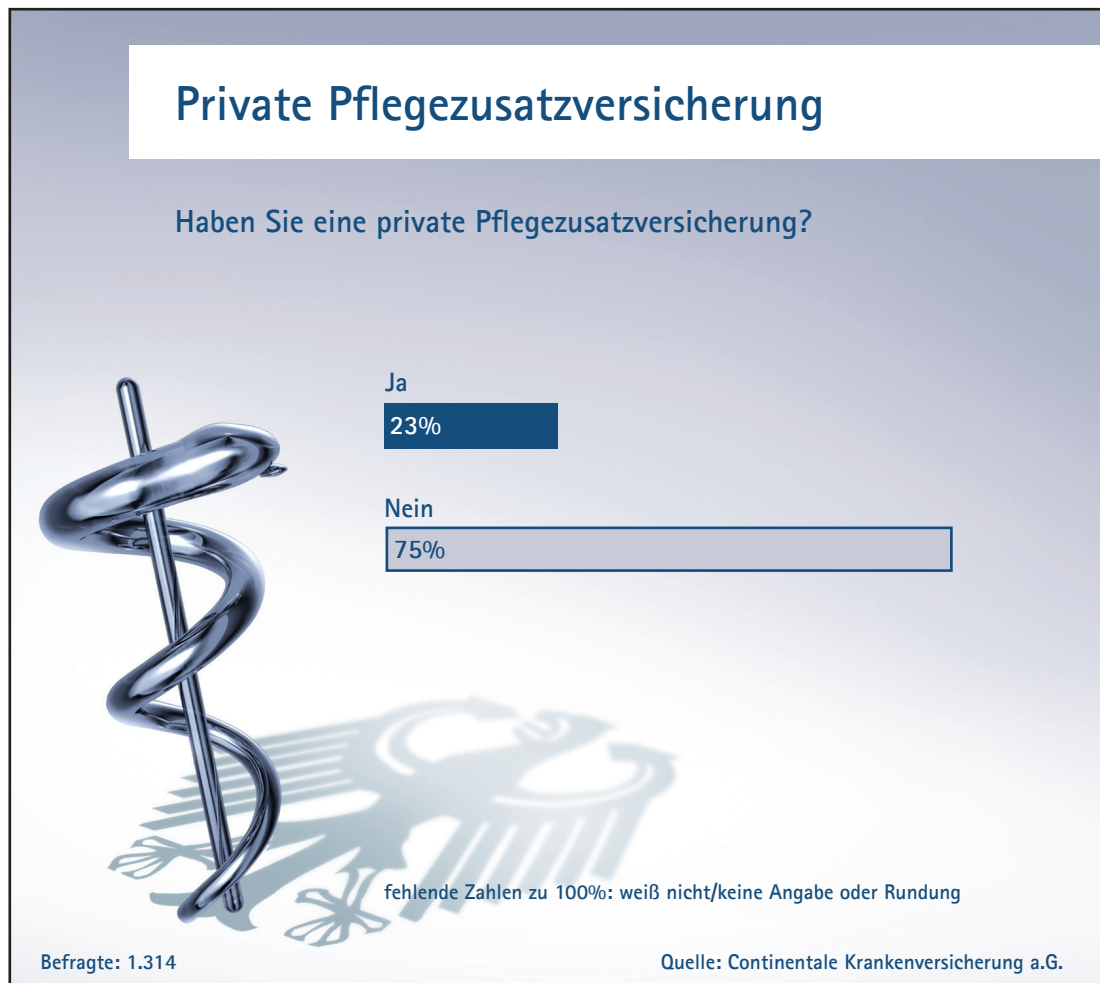 Private Pflegezusatzversicherung
Haben Sie eine private Pflegezusatzversicherung?
Ja
23%
Nein
75%
fehlende Zahlen zu 100%: weiß nicht/keine Angabe oder Rundung
Befragte: 1.314
Quelle: Continentale Krankenversicherung a.G.